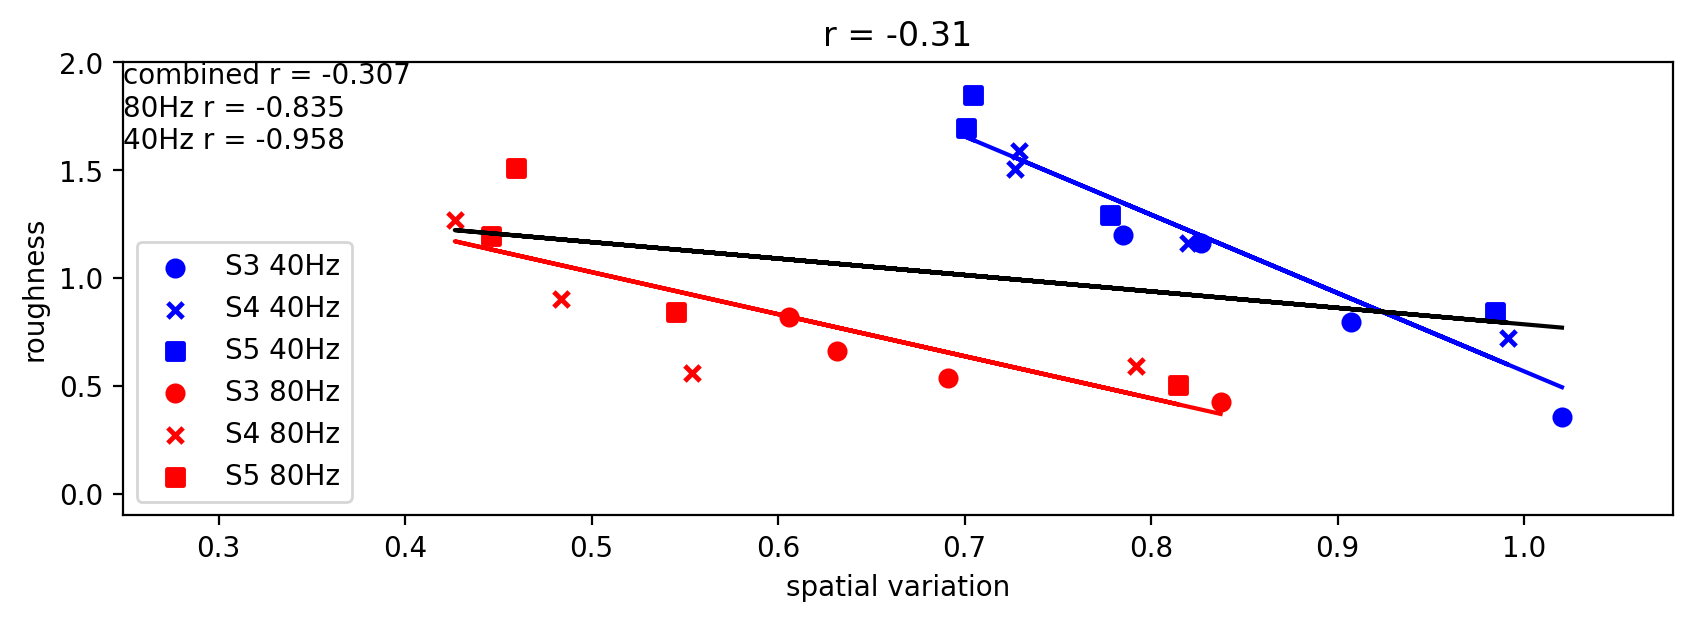 r = -0.31
combined r = -0.307
80Hz r = -0.835
40Hz r = -0.958
2.0
1.5
1.0
0.5
0.0
roughness
S3 40Hz
S4 40Hz
S5 40Hz
S3 80Hz
S4 80Hz
S5 80Hz
0.3 0.4 0.5 0.6 0.7 0.8 0.9 1.0
spatial variation